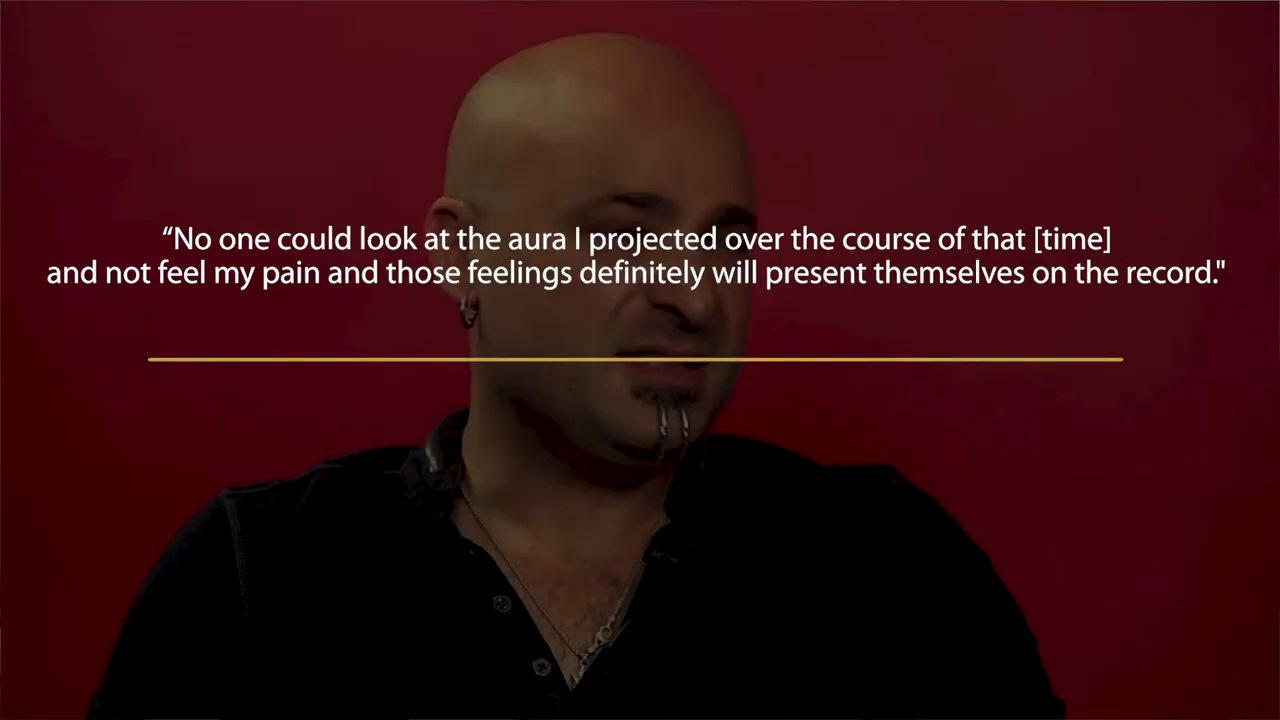 “No one could look at the aura I projected over the course of that [time]
and not feel my pain and those feelings definitely will present themselves on the record."